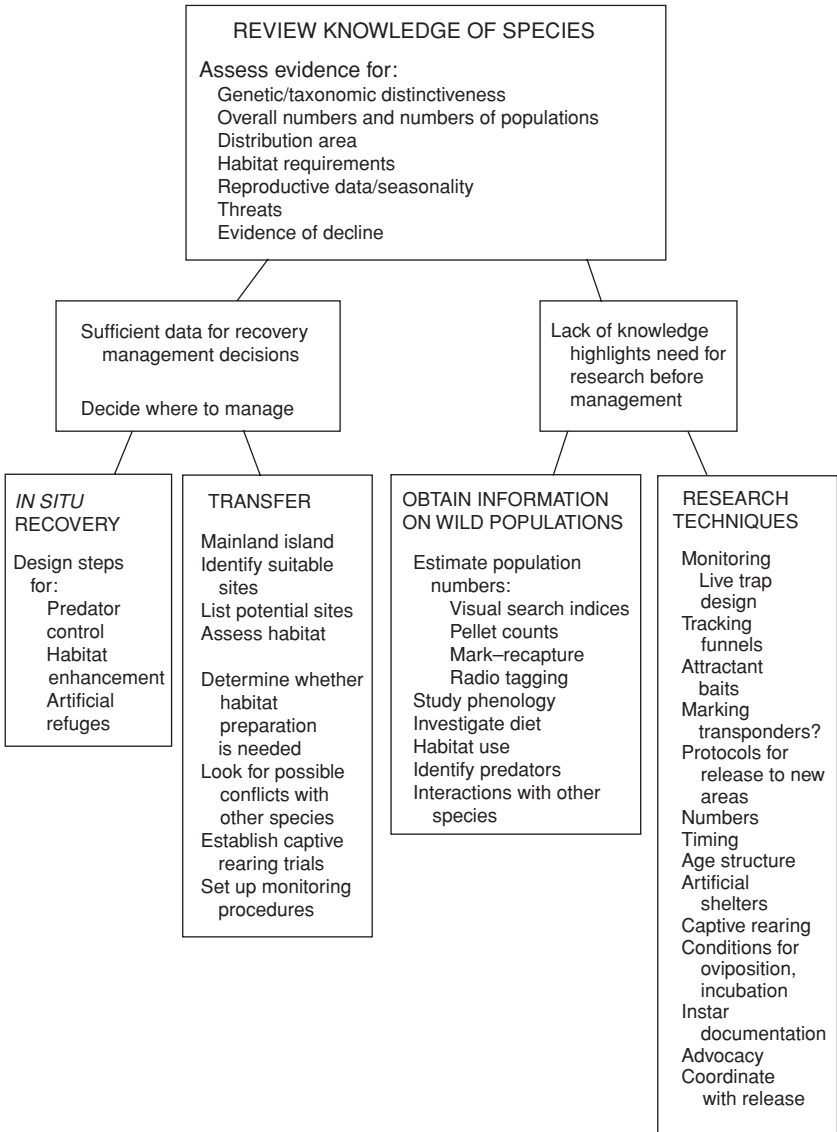 REVIEW KNOWLEDGE OF SPECIES
Assess evidence for:
Genetic/taxonomic distinctiveness
Overall numbers and numbers of populations
Distribution area
Habitat requirements
Reproductive data/seasonality
Threats
Evidence of decline
Sufficient data for recovery
management decisions
Decide where to manage
Lack of knowledge
highlights need for
research before
management
IN SITU
RECOVERY
Design steps
for:
Predator
control
Habitat
enhancement
Artificial
refuges
TRANSFER
Mainland island
Identify suitable
sites
List potential sites
Assess habitat
Determine whether
habitat
preparation
is needed
Look for possible
conflicts with
other species
Establish captive
rearing trials
Set up monitoring
procedures
OBTAIN INFORMATION
ON WILD POPULATIONS
Estimate population
numbers:
Visual search indices
Pellet counts
Mark–recapture
Radio tagging
Study phenology
Investigate diet
Habitat use
Identify predators
Interactions with other
species
RESEARCH
TECHNIQUES
Monitoring
Live trap
design
Tracking
funnels
Attractant
baits
Marking
transponders?
Protocols for
release to new
areas
Numbers
Timing
Age structure
Artificial
shelters
Captive rearing
Conditions for
oviposition,
incubation
Instar
documentation
Advocacy
Coordinate
with release